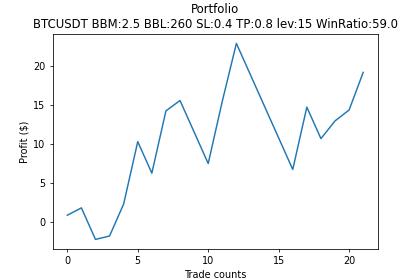 Portfolio
BTCUSDT BBM:2.5 BBL:260 SL:0.4 TP:0.8 lev:15 WinRatio:59.0
20
15
10
5
0
Profit ($)
0 5 10 15 20
Trade counts